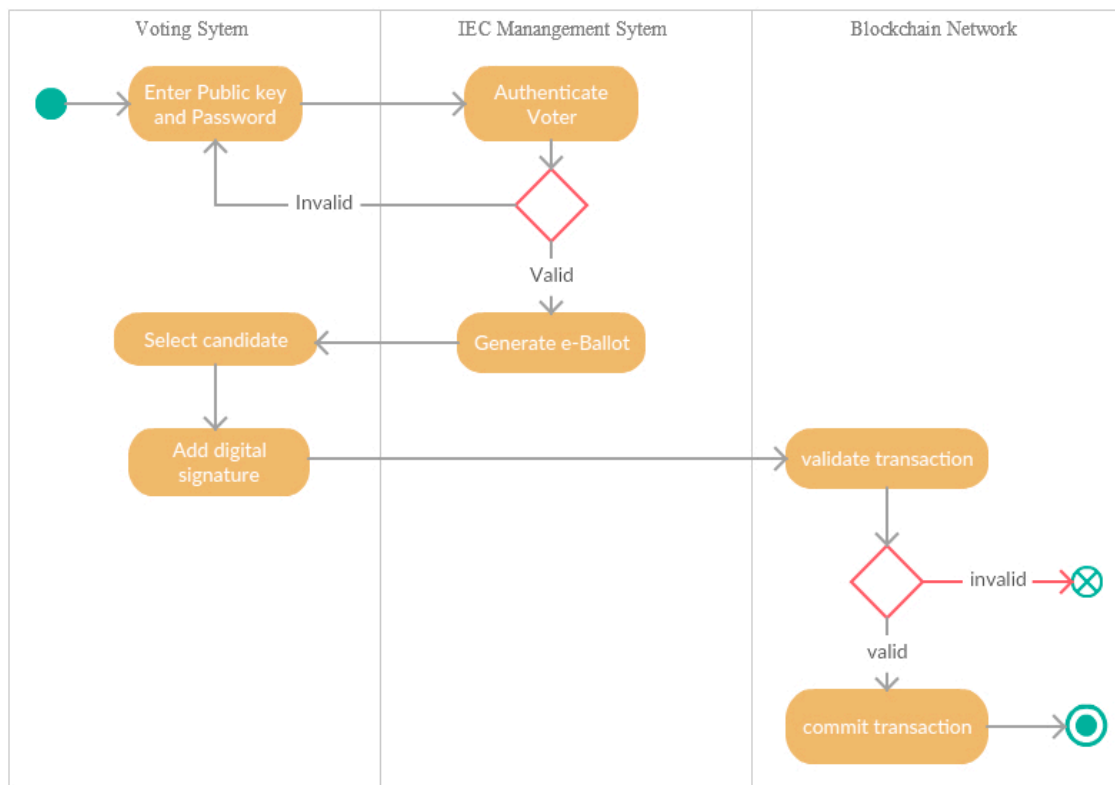 Voting Sytem
IEC Manangement Sytem
Blockchain Network
Enter Public key
and Password
Authenticate
Voter
Invalid
Valid
Select candidate
Generate e-Ballot
Add digital
signature
validate transaction
invalid
valid
commit transaction